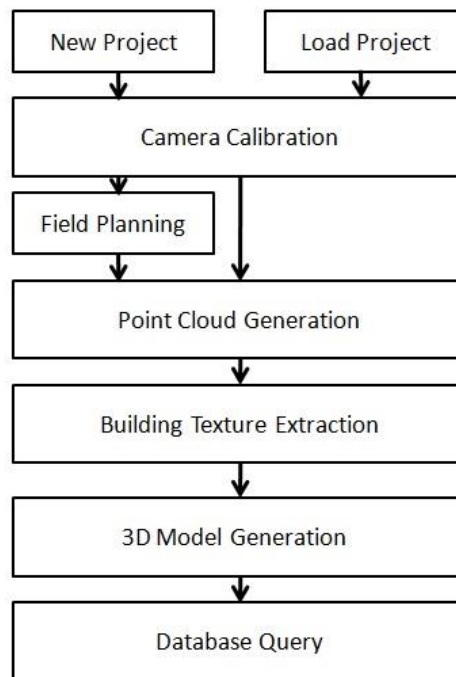 New Project
Load Project
Camera Calibration
Field Planning
Point Cloud Generation
Building Texture Extraction
3D Model Generation
Database Query